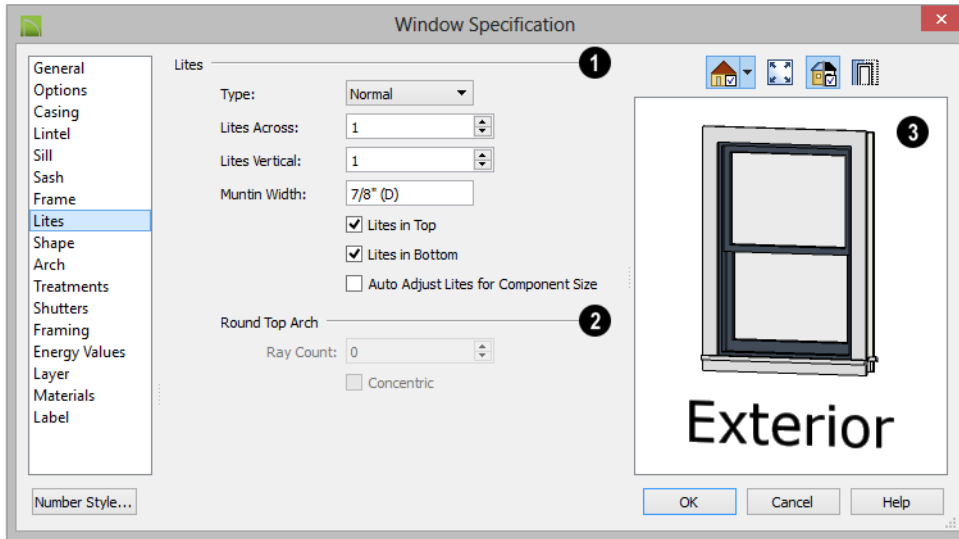 Window Specification
General
Options
Casing
Lintel
Sill
Sash
Frame
Lites
Shape
Arch
Treatments
Shutters
Framing
Energy Values
Layer
Materials
Label
Number Style...
Lites 1
Type: Normal
Lites Across: 1
Lites Vertical: 1
Muntin Width: 7/8" (D)
Lites in Top
Lites in Bottom
Auto Adjust Lites for Component Size
Round Top Arch 2
Ray Count: 0
Concentric
3
Exterior
OK Cancel Help